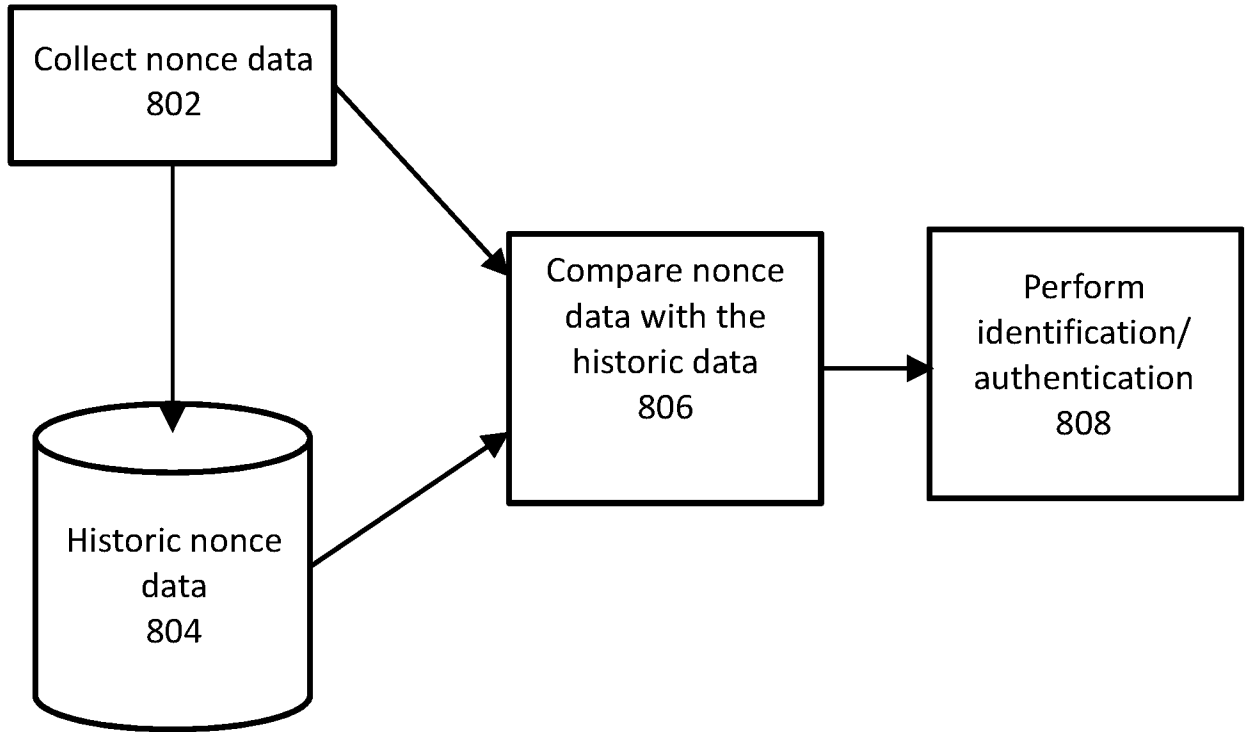 Collect nonce data
802
Compare nonce
data with the
historic data
806
Perform
identification/
authentication
808
Historic nonce
data
804